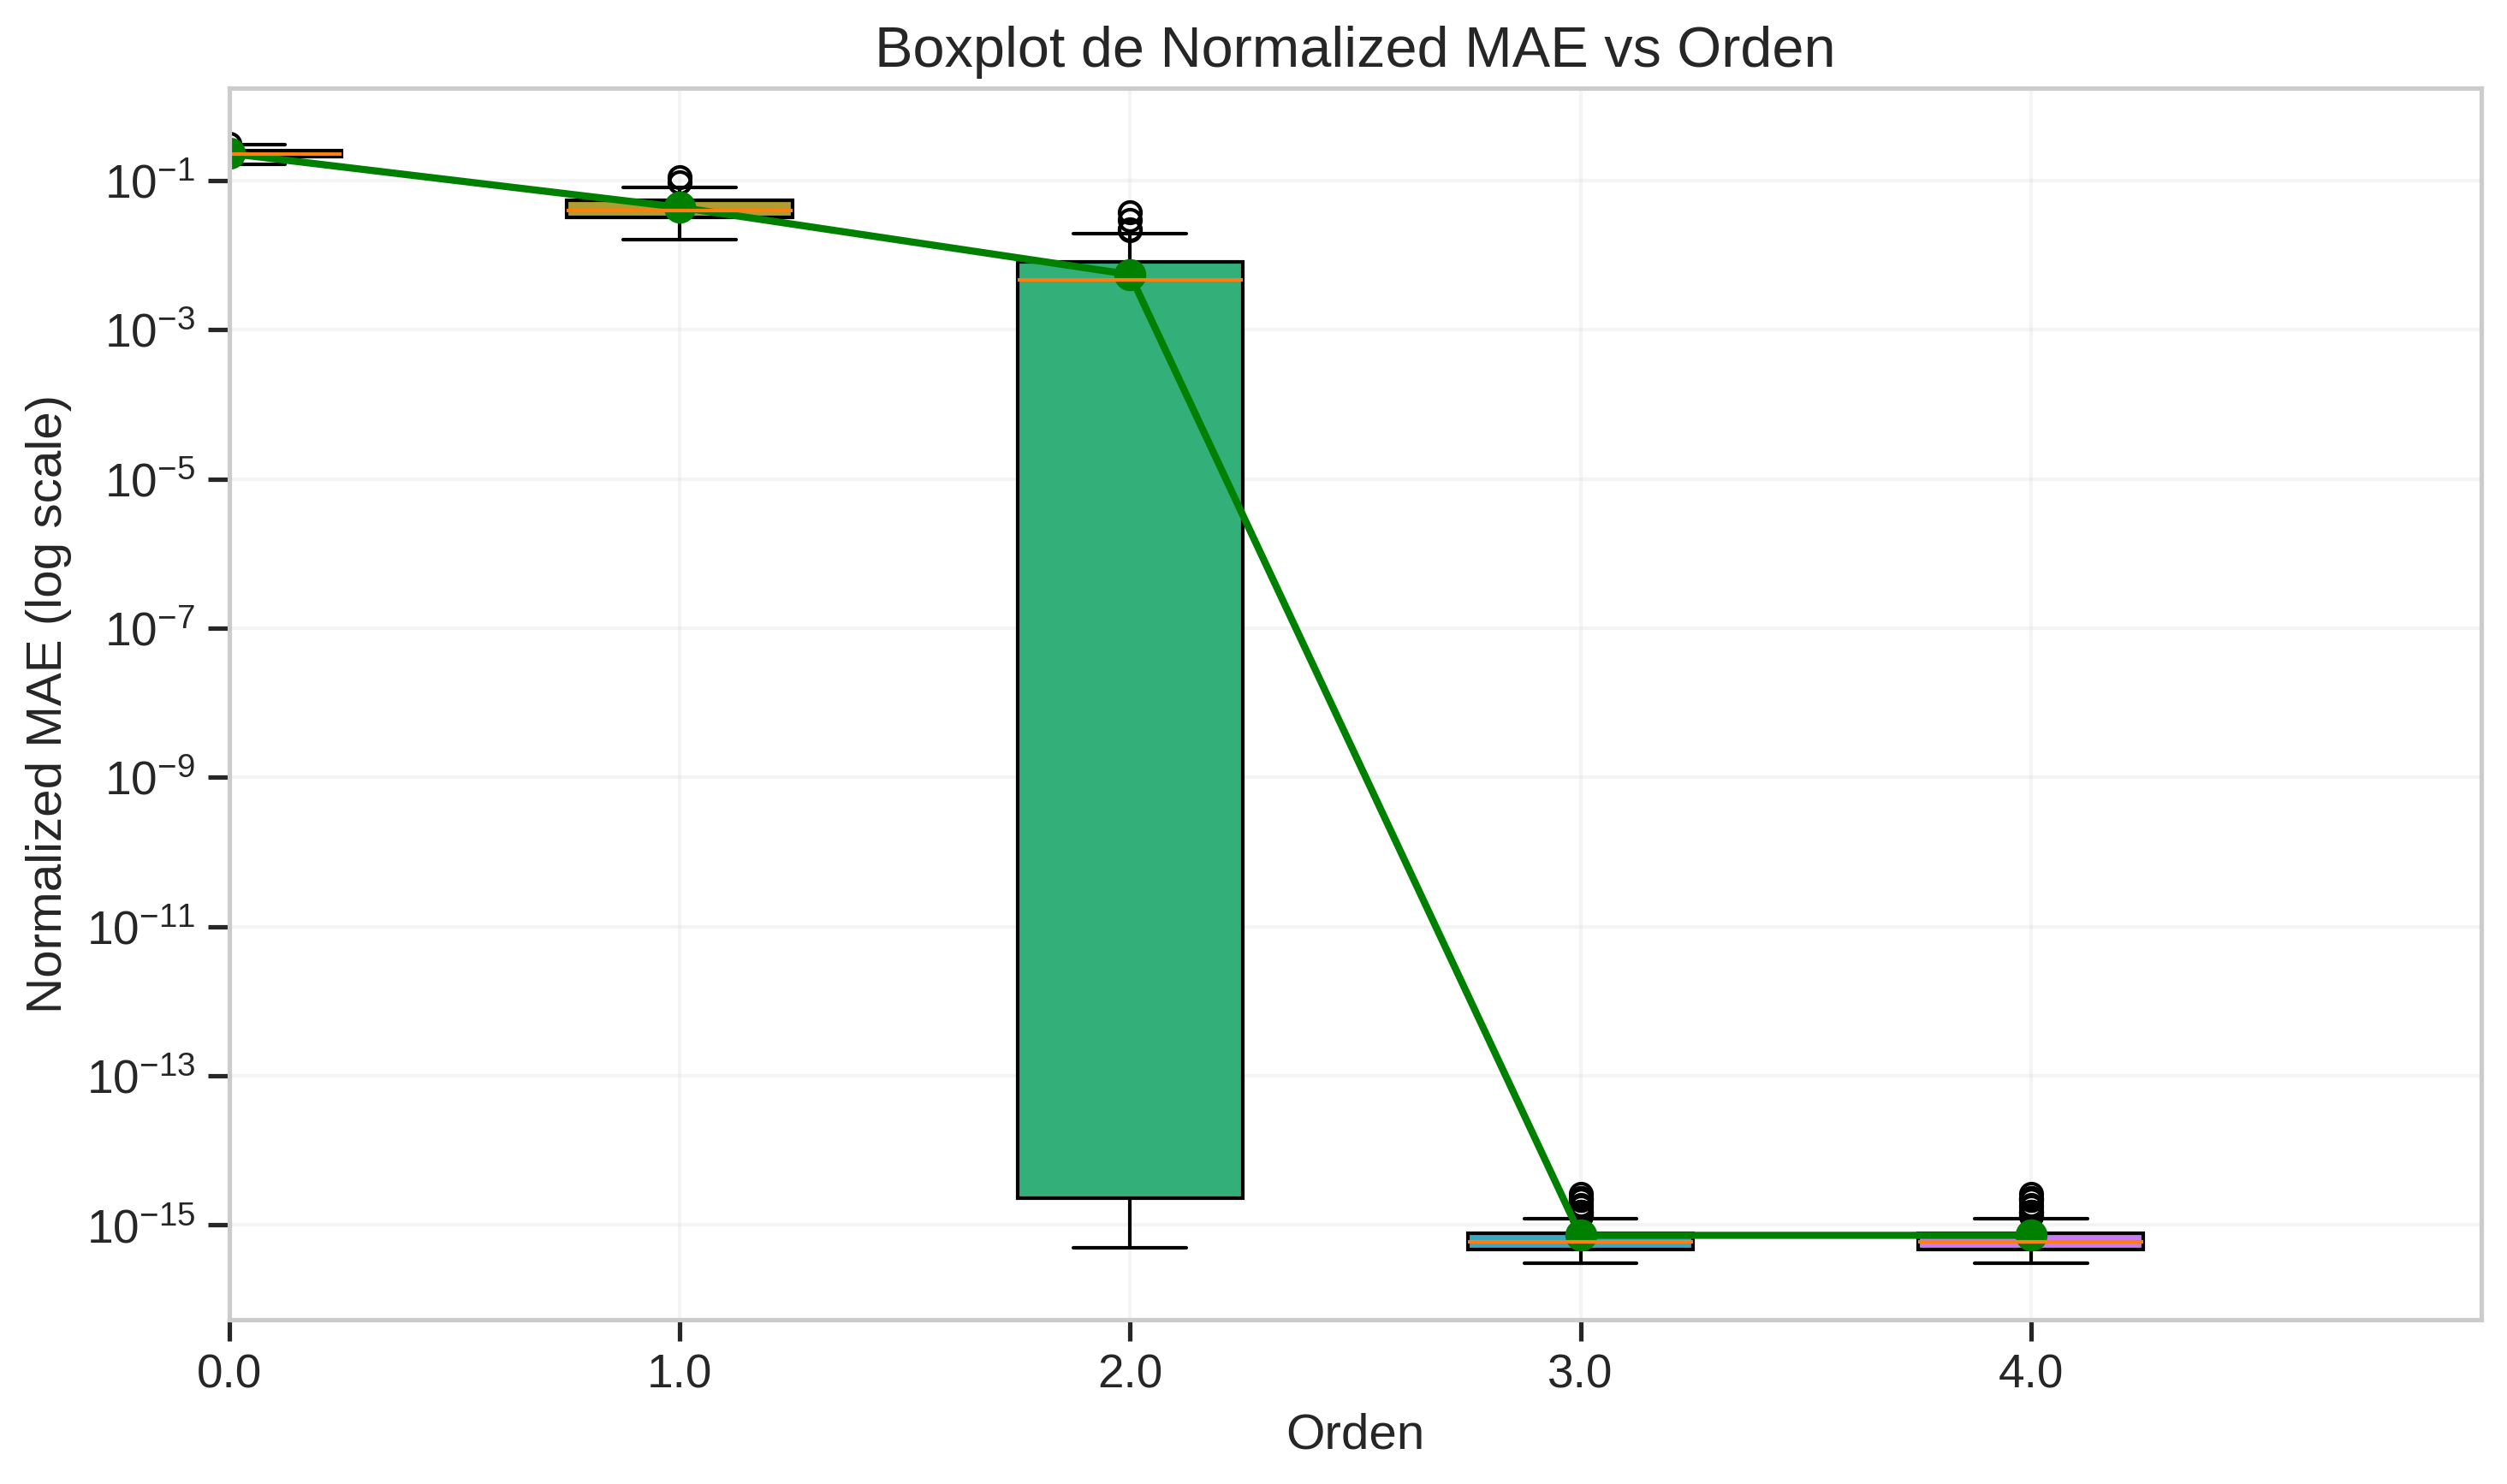 Boxplot de Normalized MAE vs Orden
Normalized MAE (log scale)
10⁻¹
10⁻³
10⁻⁵
10⁻⁷
10⁻⁹
10⁻¹¹
10⁻¹³
10⁻¹⁵
0.0 1.0 2.0 3.0 4.0
Orden